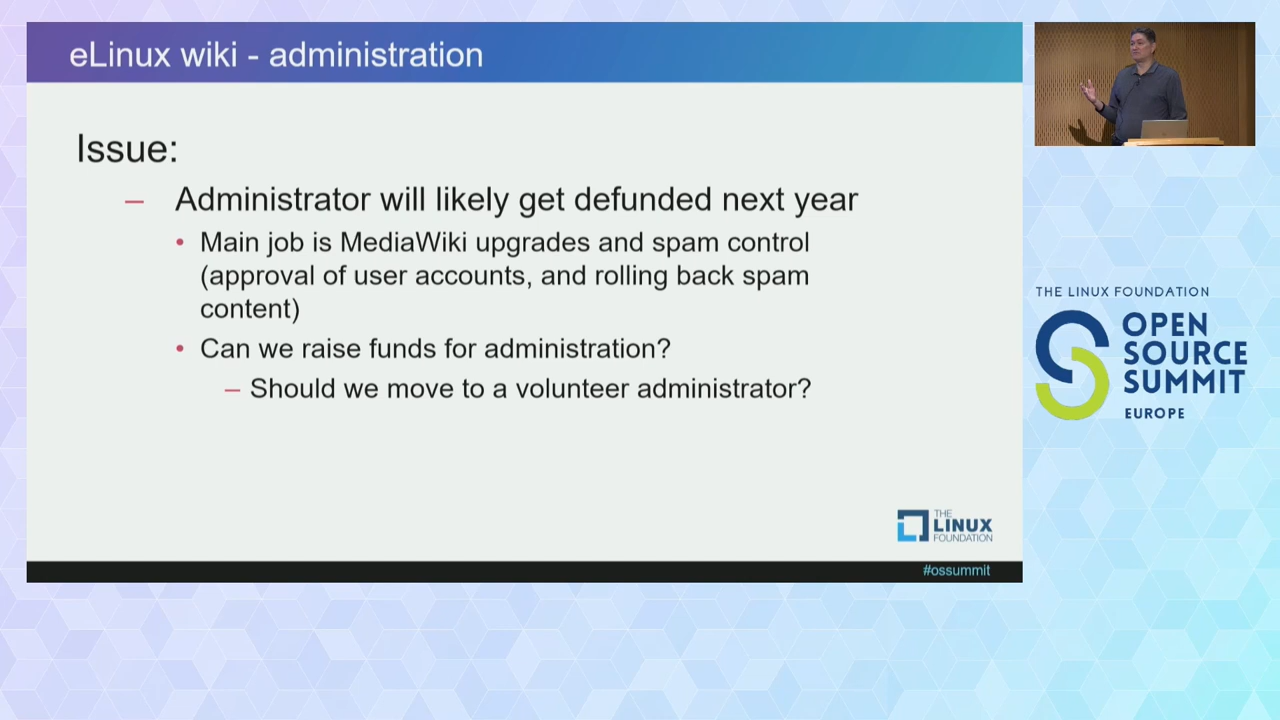 eLinux wiki - administration
Issue:
– Administrator will likely get defunded next year
• Main job is MediaWiki upgrades and spam control
(approval of user accounts, and rolling back spam
content)
• Can we raise funds for administration?
– Should we move to a volunteer administrator?
THE
LINUX
FOUNDATION
#ossummit
THE LINUX FOUNDATION
OPEN
SOURCE
SUMMIT
EUROPE